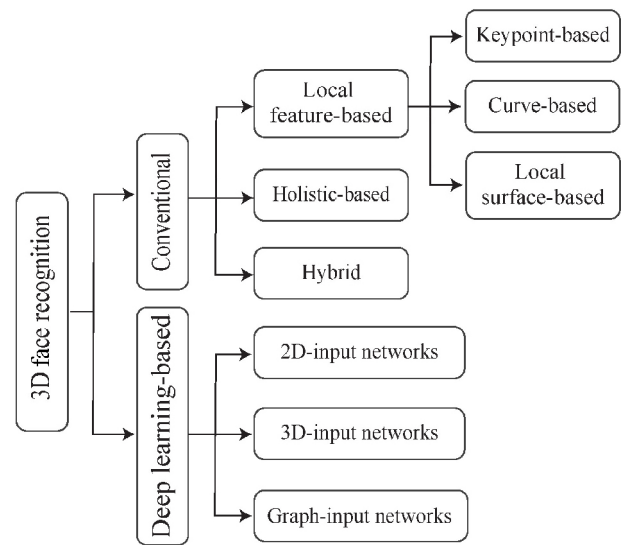 3D face recognition
Conventional
Local
feature-based
Keypoint-based
Curve-based
Local
surface-based
Holistic-based
Hybrid
Deep learning-based
2D-input networks
3D-input networks
Graph-input networks